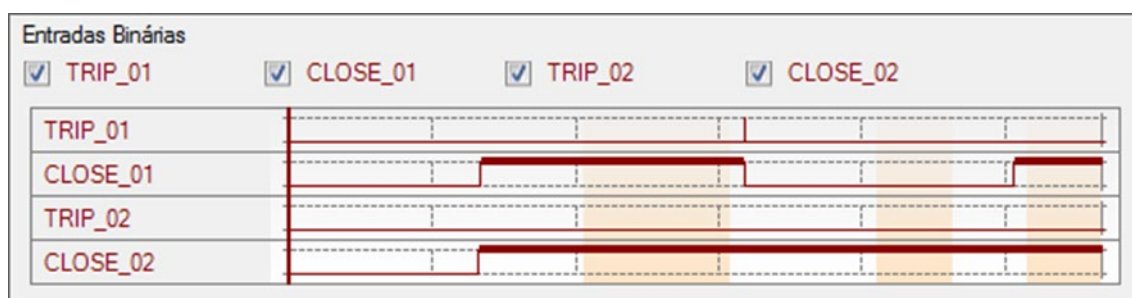 Entradas Binárias
TRIP_01 CLOSE_01 TRIP_02 CLOSE_02
TRIP_01
CLOSE_01
TRIP_02
CLOSE_02